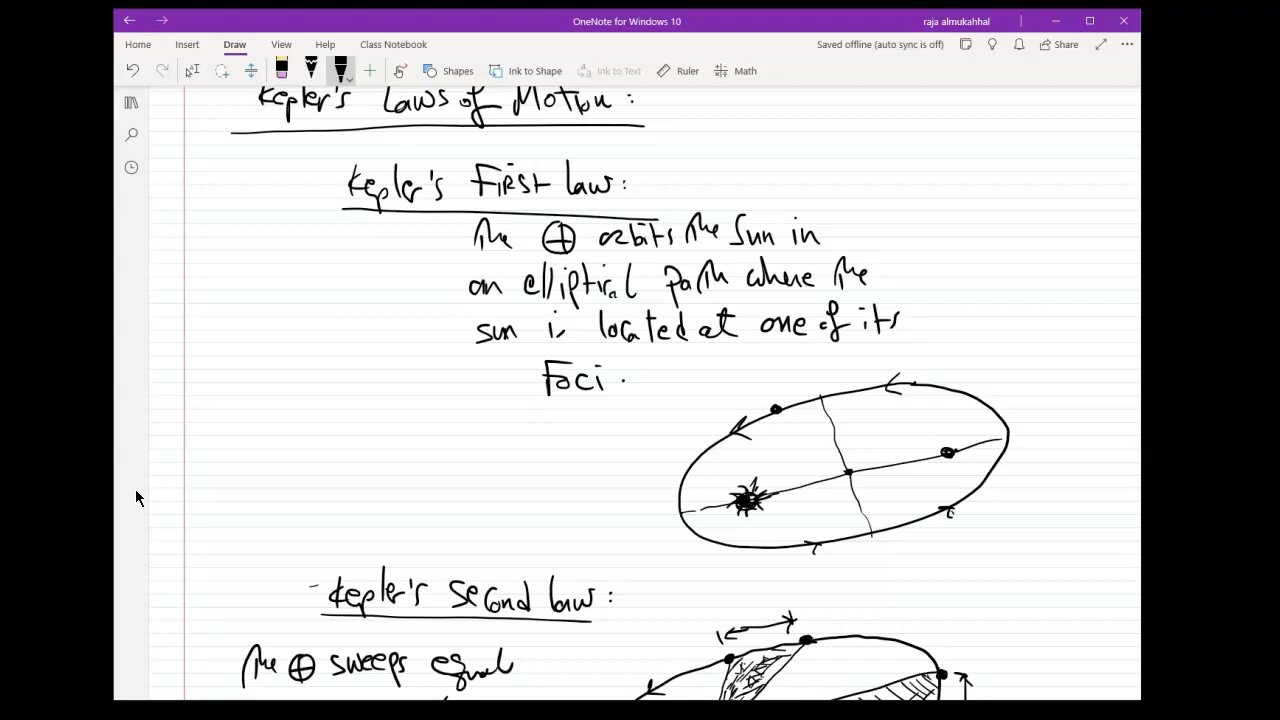 OneNote for Windows 10
raja almukahhal
Home Insert Draw View Help Class Notebook
Saved offline (auto sync is off)
Share
Shapes Ink to Shape Ink to Text Ruler Math
Kepler's Laws of Motion:
Kepler's First law:
The ⊕ orbits the Sun in
an elliptical path where the
sun is located at one of its
Foci.
Kepler's Second law:
The ⊕ sweeps equal